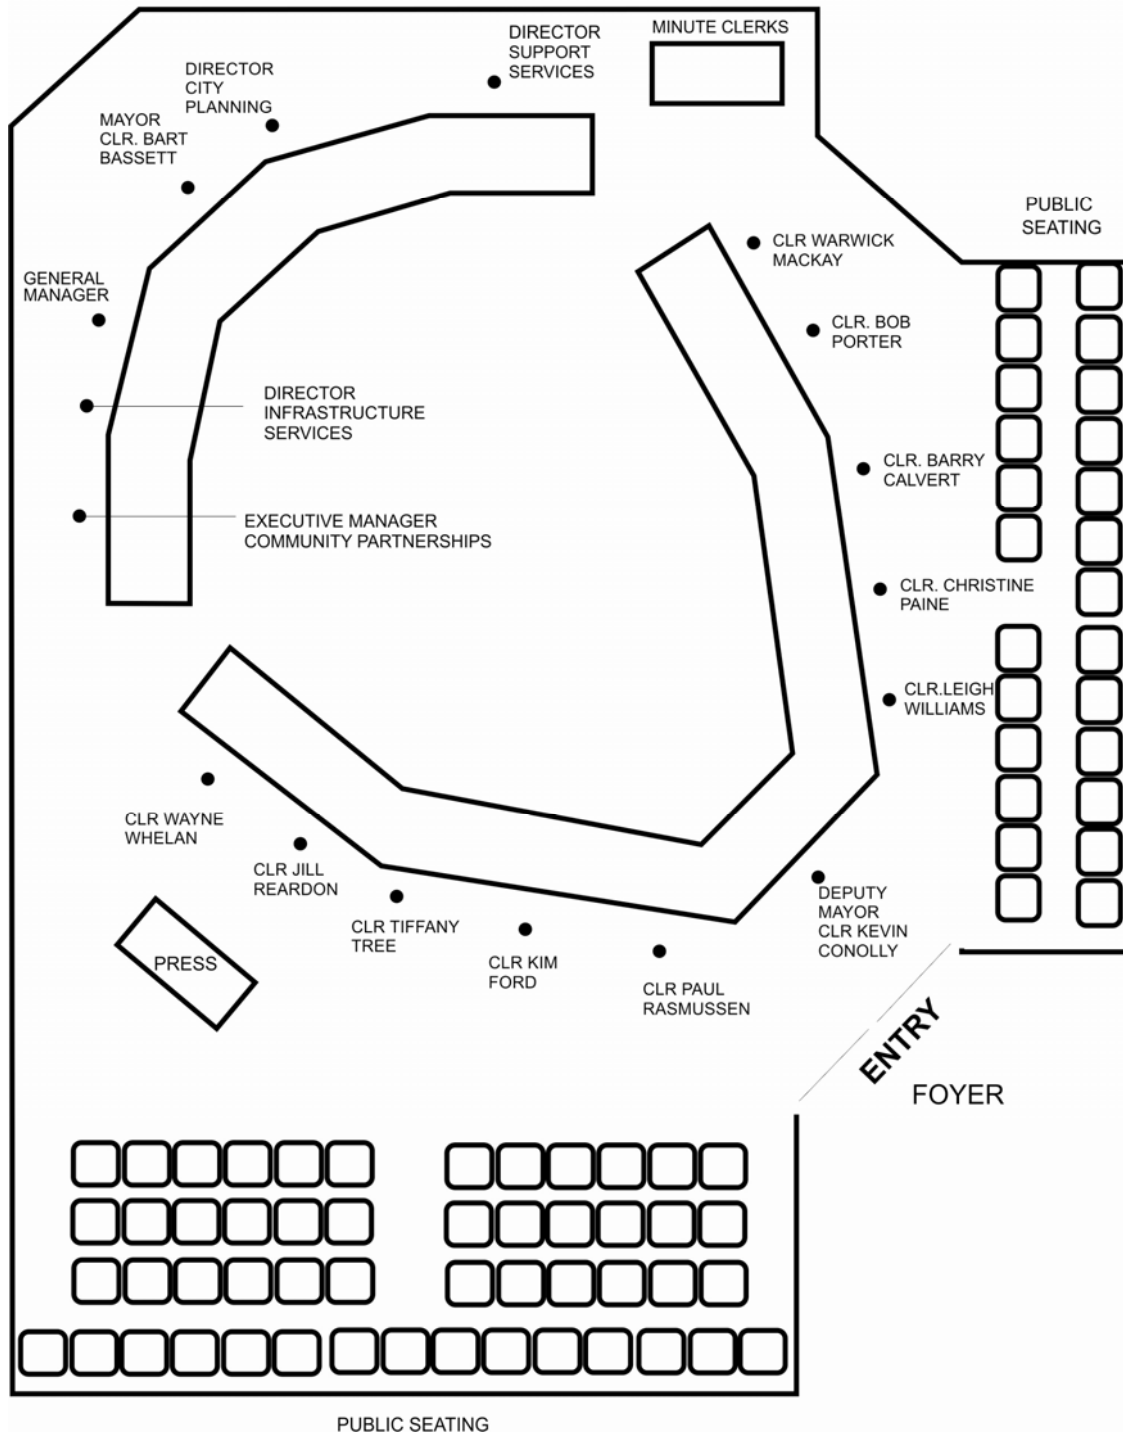 DIRECTOR
SUPPORT
SERVICES
MINUTE CLERKS
DIRECTOR
CITY
PLANNING
MAYOR
CLR. BART
BASSETT
PUBLIC
SEATING
CLR WARWICK
MACKAY
GENERAL
MANAGER
CLR. BOB
PORTER
DIRECTOR
INFRASTRUCTURE
SERVICES
CLR. BARRY
CALVERT
EXECUTIVE MANAGER
COMMUNITY PARTNERSHIPS
CLR. CHRISTINE
PAINE
CLR.LEIGH
WILLIAMS
CLR WAYNE
WHELAN
CLR JILL
REARDON
CLR TIFFANY
TREE
CLR KIM
FORD
CLR PAUL
RASMUSSEN
DEPUTY
MAYOR
CLR KEVIN
CONOLLY
PRESS
ENTRY
FOYER
PUBLIC SEATING